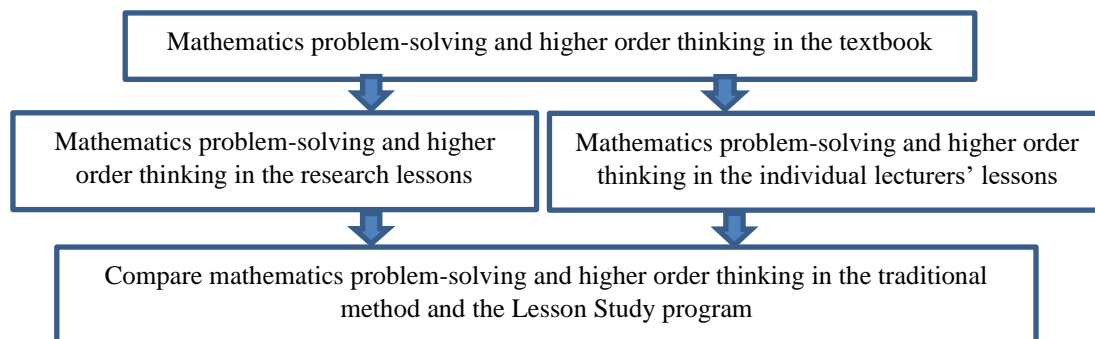 Mathematics problem-solving and higher order thinking in the textbook
Mathematics problem-solving and higher
order thinking in the research lessons
Mathematics problem-solving and higher order
thinking in the individual lecturers’ lessons
Compare mathematics problem-solving and higher order thinking in the traditional
method and the Lesson Study program